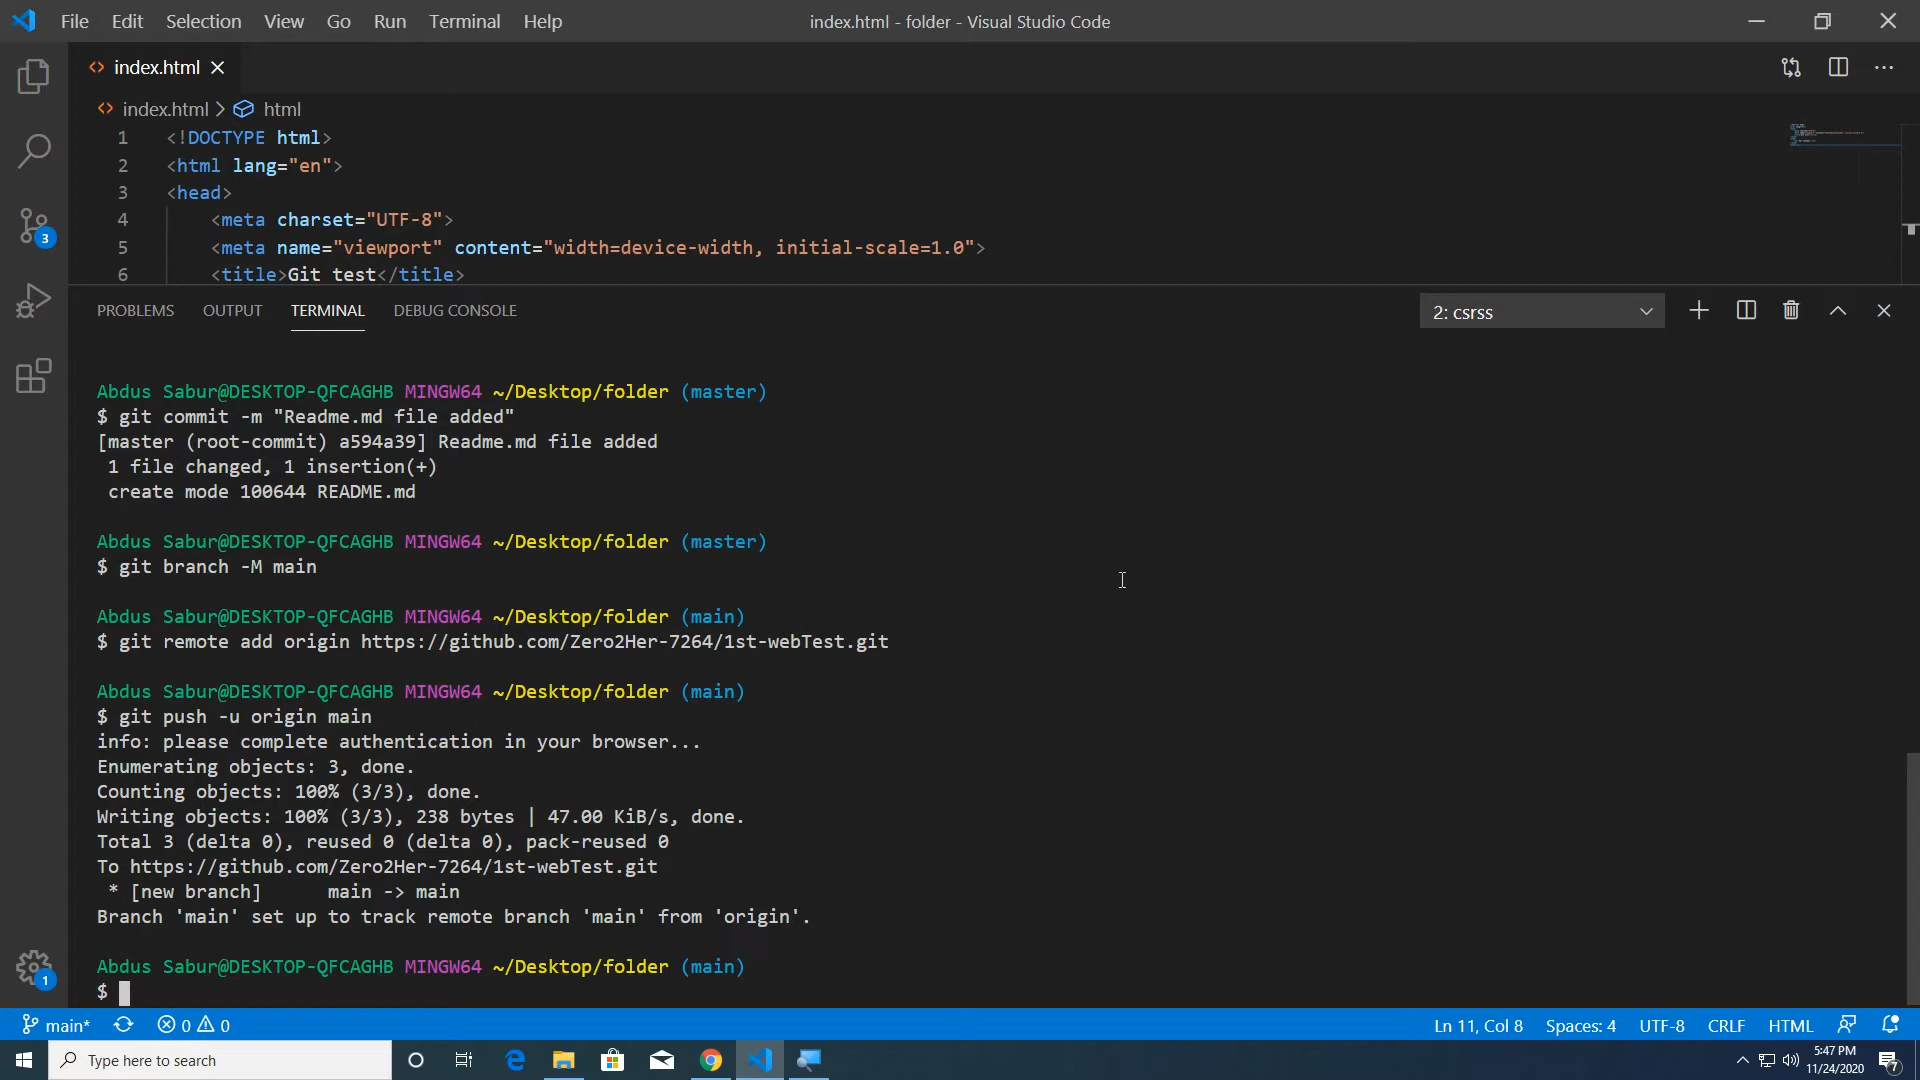 File Edit Selection View Go Run Terminal Help index.html - folder - Visual Studio Code
index.html
index.html > html
1 <!DOCTYPE html>
2 <html lang="en">
3 <head>
4 <meta charset="UTF-8">
5 <meta name="viewport" content="width=device-width, initial-scale=1.0">
6 <title>Git test</title>
3
PROBLEMS OUTPUT TERMINAL DEBUG CONSOLE 2: csrss
Abdus Sabur@DESKTOP-QFCAGHB MINGW64 ~/Desktop/folder (master)
$ git commit -m "Readme.md file added"
[master (root-commit) a594a39] Readme.md file added
1 file changed, 1 insertion(+)
create mode 100644 README.md
Abdus Sabur@DESKTOP-QFCAGHB MINGW64 ~/Desktop/folder (master)
$ git branch -M main
Abdus Sabur@DESKTOP-QFCAGHB MINGW64 ~/Desktop/folder (main)
$ git remote add origin https://github.com/Zero2Her-7264/1st-webTest.git
Abdus Sabur@DESKTOP-QFCAGHB MINGW64 ~/Desktop/folder (main)
$ git push -u origin main
info: please complete authentication in your browser...
Enumerating objects: 3, done.
Counting objects: 100% (3/3), done.
Writing objects: 100% (3/3), 238 bytes | 47.00 KiB/s, done.
Total 3 (delta 0), reused 0 (delta 0), pack-reused 0
To https://github.com/Zero2Her-7264/1st-webTest.git
* [new branch] main -> main
Branch 'main' set up to track remote branch 'main' from 'origin'.
Abdus Sabur@DESKTOP-QFCAGHB MINGW64 ~/Desktop/folder (main)
$
1
main* 0 0 Ln 11, Col 8 Spaces: 4 UTF-8 CRLF HTML
Type here to search
5:47 PM
11/24/2020
7